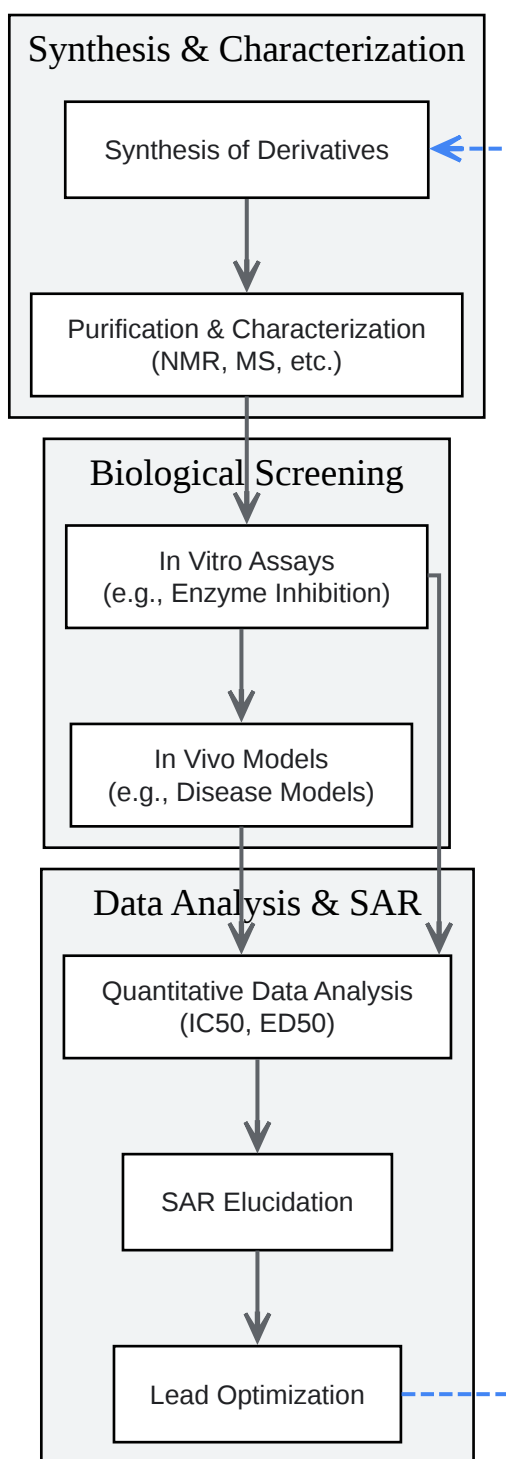 Synthesis & Characterization
Synthesis of Derivatives
Purification & Characterization
(NMR, MS, etc.)
Biological Screening
In Vitro Assays
(e.g., Enzyme Inhibition)
In Vivo Models
(e.g., Disease Models)
Data Analysis & SAR
Quantitative Data Analysis
(IC50, ED50)
SAR Elucidation
Lead Optimization